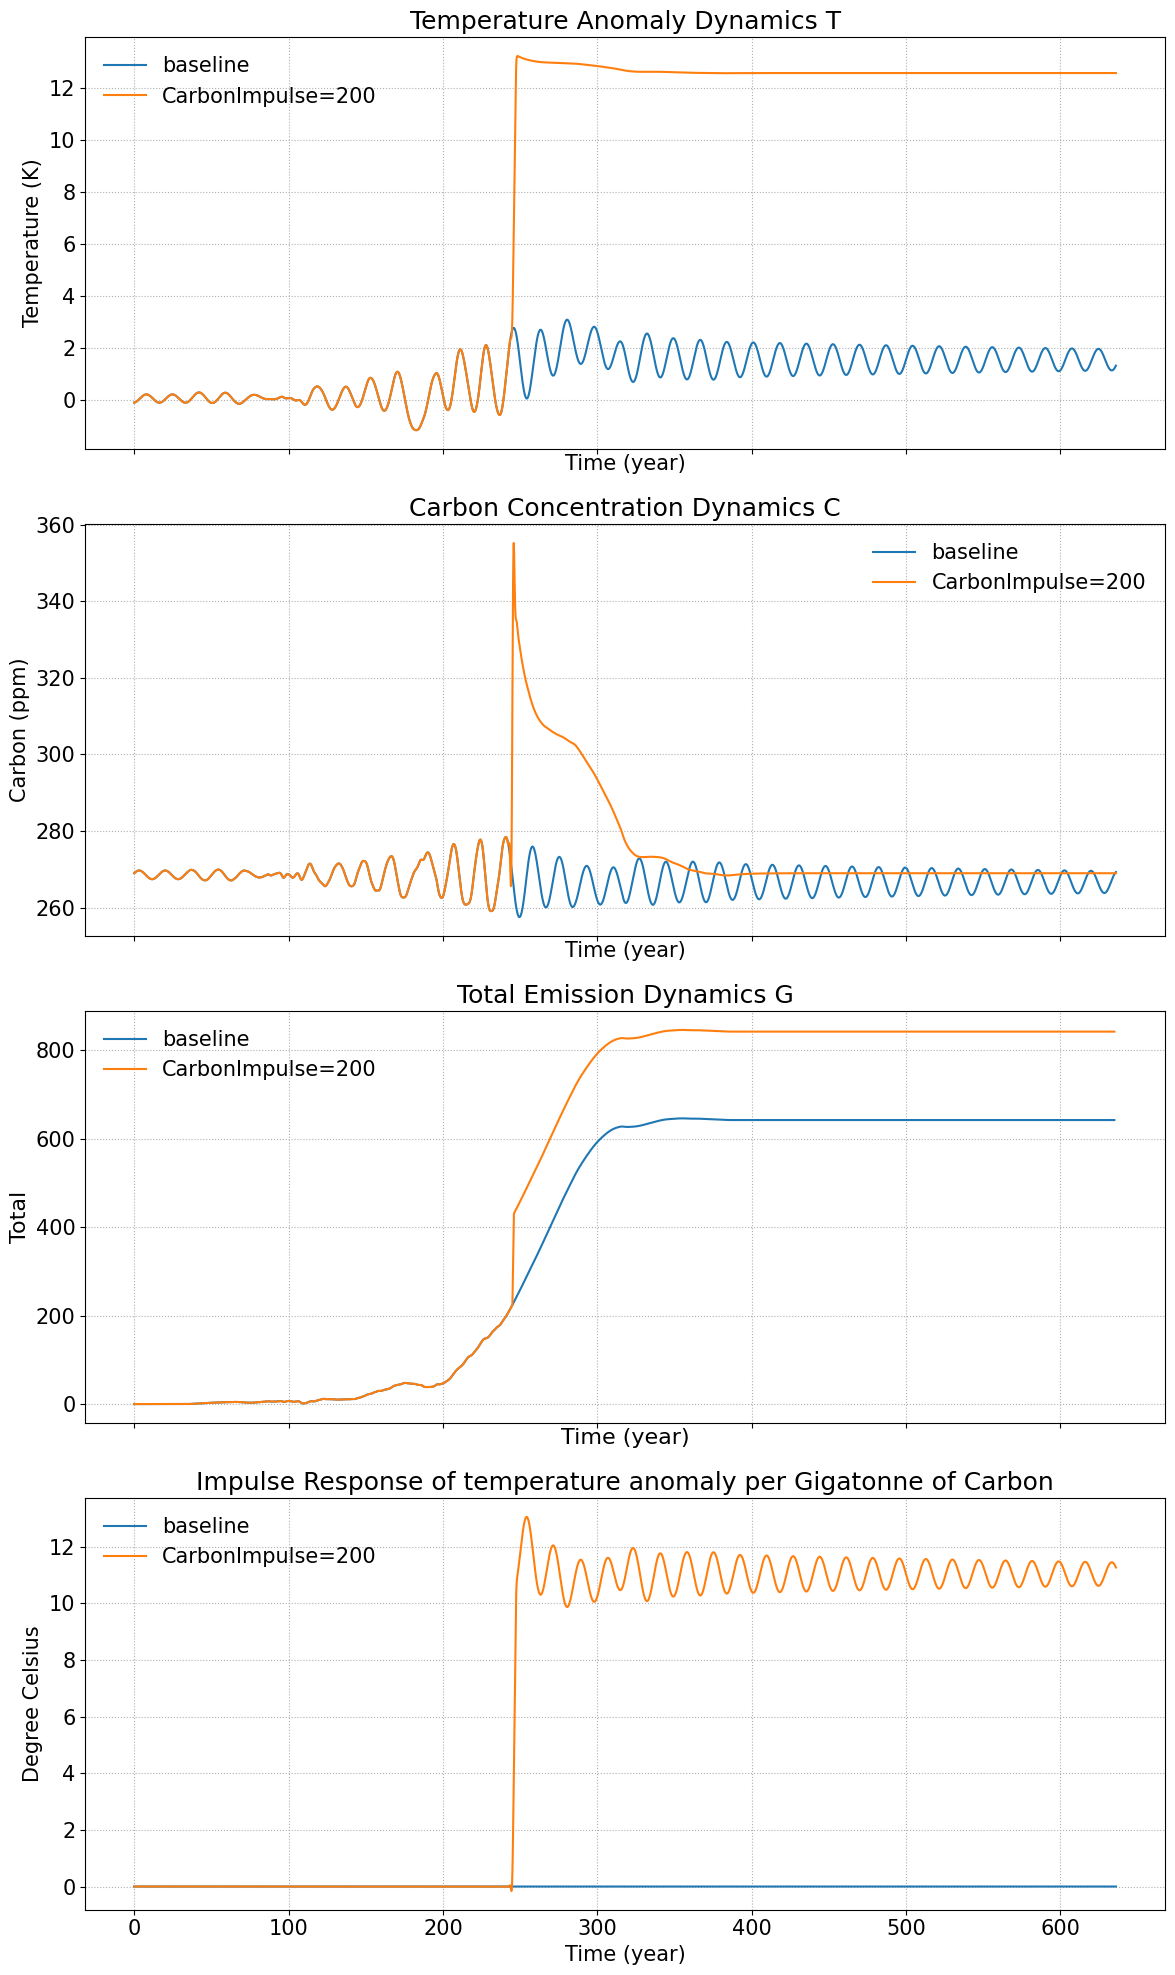 Temperature Anomaly Dynamics T
baseline
CarbonImpulse=200
12
10
8
6
4
2
0
Temperature (K)
Time (year)
Carbon Concentration Dynamics C
baseline
CarbonImpulse=200
360
340
320
300
280
260
Carbon (ppm)
Time (year)
Total Emission Dynamics G
baseline
CarbonImpulse=200
800
600
400
200
0
Total
Time (year)
Impulse Response of temperature anomaly per Gigatonne of Carbon
baseline
CarbonImpulse=200
12
10
8
6
4
2
0
Degree Celsius
0 100 200 300 400 500 600
Time (year)